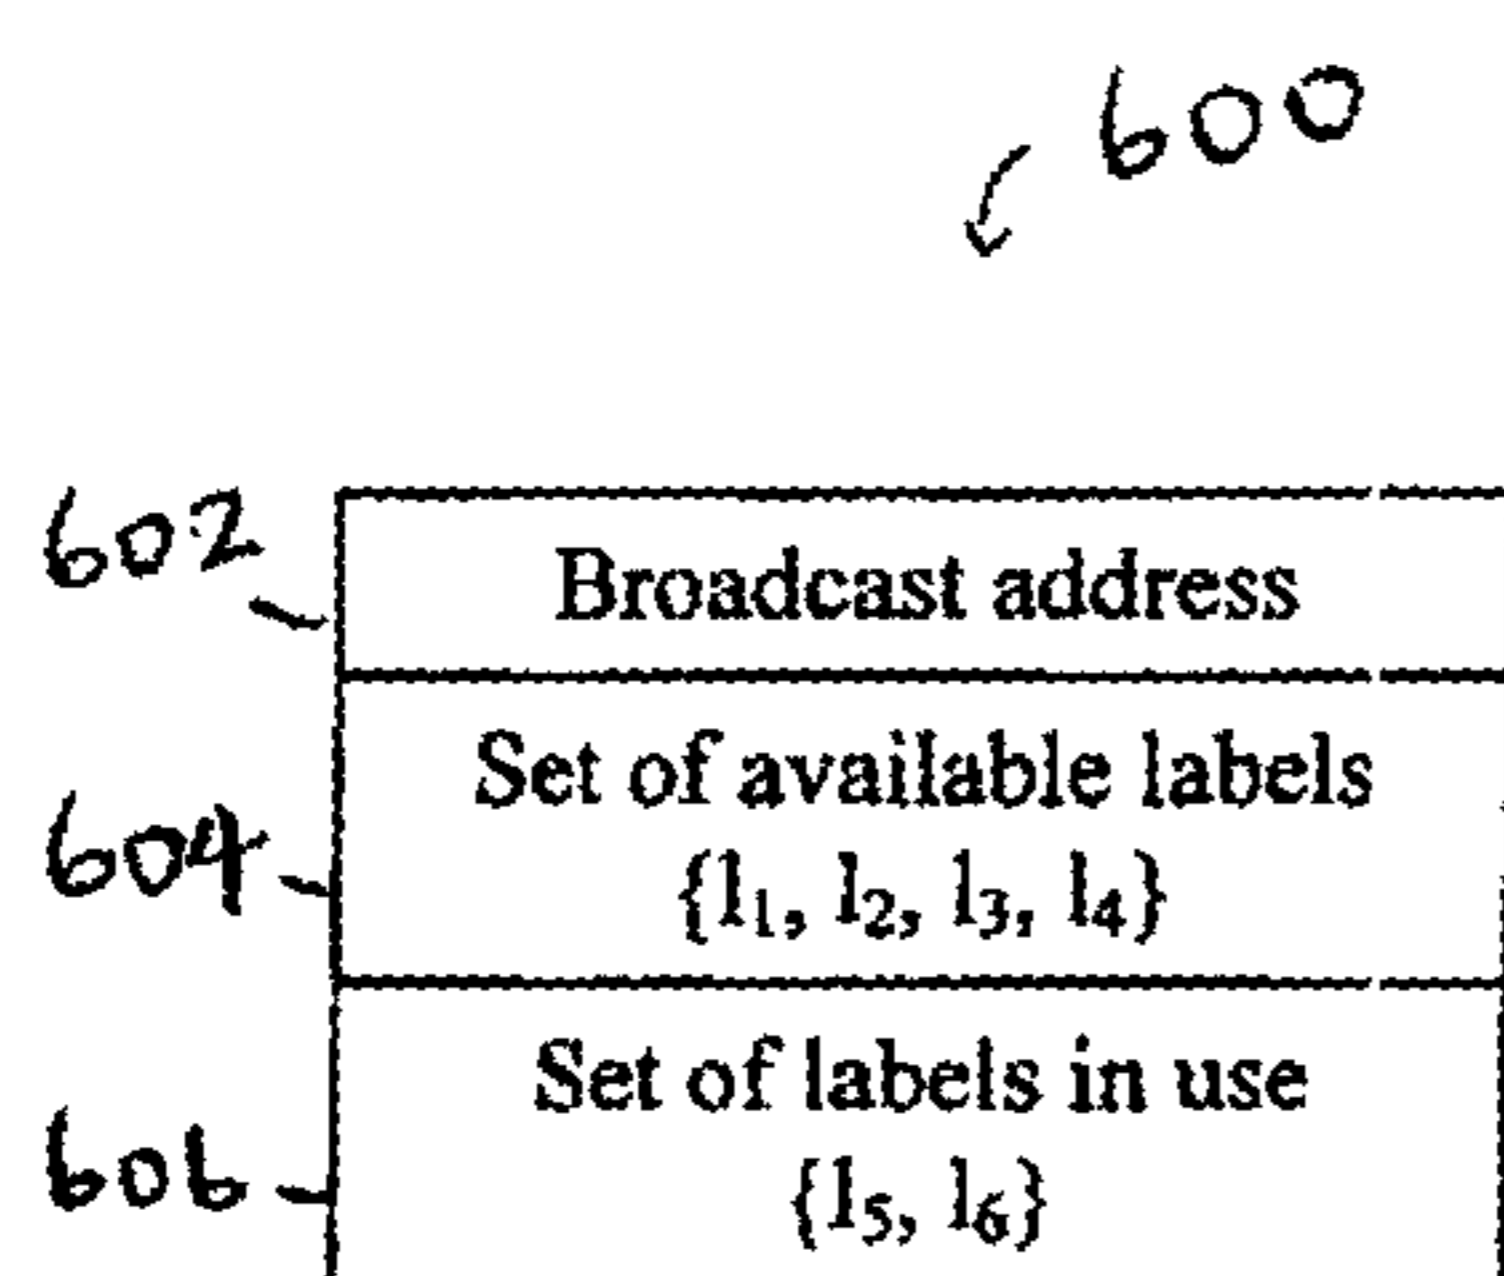 600
602
Broadcast address
Set of available labels
604
{l₁, l₂, l₃, l₄}
Set of labels in use
606
{l₅, l₆}